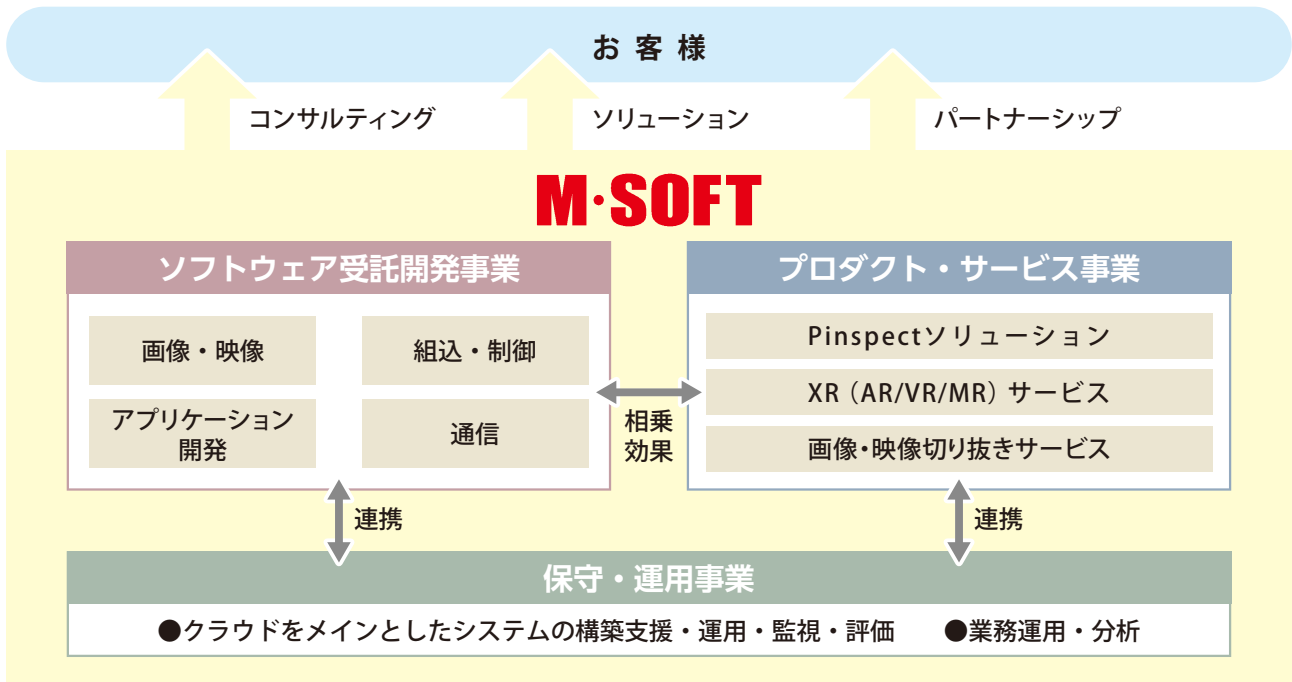 お客様
コンサルティング
ソリューション
パートナーシップ
M・SOFT
ソフトウェア受託開発事業
画像・映像
組込・制御
アプリケーション
開発
通信
相乗
効果
プロダクト・サービス事業
Pinspectソリューション
XR（AR/VR/MR）サービス
画像・映像切り抜きサービス
連携
連携
保守・運用事業
●クラウドをメインとしたシステムの構築支援・運用・監視・評価 ●業務運用・分析